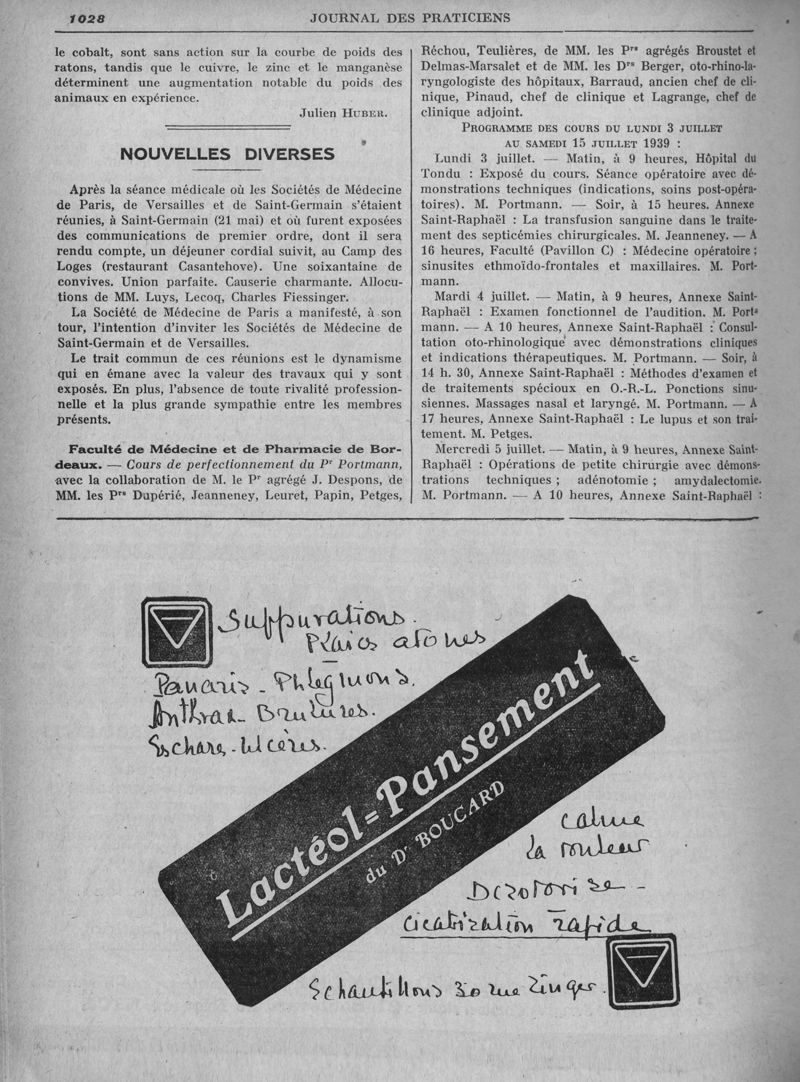 1028
JOURNAL DES PRATICIENS
le cobalt, sont sans action sur la courbe de poids des
ratons, tandis que le cuivre, le zinc et le manganèse
déterminent une augmentation notable du poids des
animaux en expérience.
Julien HUBER.
NOUVELLES DIVERSES
Après la séance médicale où les Sociétés de Médecine
de Paris, de Versailles et de Saint-Germain s'étaient
réunies, à Saint-Germain (21 mai) et où furent exposées
des communications de premier ordre, dont il sera
rendu compte, un déjeuner cordial suivit, au Camp des
Loges (restaurant Casantehove). Une soixantaine de
convives. Union parfaite. Causerie charmante. Allocu-
tions de MM. Luys, Lecoq, Charles Fiessinger.
La Société de Médecine de Paris a manifesté, à son
tour, l'intention d'inviter les Sociétés de Médecine de
Saint-Germain et de Versailles.
Le trait commun de ces réunions est le dynamisme
qui en émane avec la valeur des travaux qui y sont
exposés. En plus, l'absence de toute rivalité profession-
nelle et la plus grande sympathie entre les membres
présents.
Faculté de Médecine et de Pharmacie de Bor-
deaux. — Cours de perfectionnement du Pr Portmann,
avec la collaboration de M. le Pr agrégé J. Despons, de
MM. les Prs Dupérié, Jeanneney, Leuret, Papin, Petges,
Réchou, Teulières, de MM. les Prs agrégés Broustet et
Delmas-Marsalet et de MM. les Drs Berger, oto-rhino-la-
ryngologiste des hôpitaux, Barraud, ancien chef de cli-
nique, Pinaud, chef de clinique et Lagrange, chef de
clinique adjoint.
PROGRAMME DES COURS DU LUNDI 3 JUILLET
AU SAMEDI 15 JUILLET 1939 :
Lundi 3 juillet. — Matin, à 9 heures, Hôpital du
Tondu : Exposé du cours. Séance opératoire avec dé-
monstrations techniques (indications, soins post-opéra-
toires). M. Portmann. — Soir, à 15 heures. Annexe
Saint-Raphaël : La transfusion sanguine dans le traite-
ment des septicémies chirurgicales. M. Jeanneney. — A
16 heures, Faculté (Pavillon C) : Médecine opératoire :
sinusites ethmoïdo-frontales et maxillaires. M. Port-
mann.
Mardi 4 juillet. — Matin, à 9 heures, Annexe Saint-
Raphaël : Examen fonctionnel de l'audition. M. Port-
mann. — A 10 heures, Annexe Saint-Raphaël : Consul-
tation oto-rhinologique avec démonstrations cliniques
et indications thérapeutiques. M. Portmann. — Soir, à
14 h. 30, Annexe Saint-Raphaël : Méthodes d'examen et
de traitements spécioux en O.-R.-L. Ponctions sinu-
siennes. Massages nasal et laryngé. M. Portmann. — A
17 heures, Annexe Saint-Raphaël : Le lupus et son trai-
tement. M. Petges.
Mercredi 5 juillet. — Matin, à 9 heures, Annexe Saint-
Raphaël : Opérations de petite chirurgie avec démons-
trations techniques ; adénotomie ; amydalectomie.
M. Portmann. — A 10 heures, Annexe Saint-Raphaël :
Suppurations.
Plaies atones
Panaris - Phlegmons.
Anthrax - Brulures.
Eschare - Ulcères.
Lactéol=Pansement
du Dr BOUCARD
calme
la douleur
Désodorise -
cicatrization rapide
Echantillons 30 rue Singer.